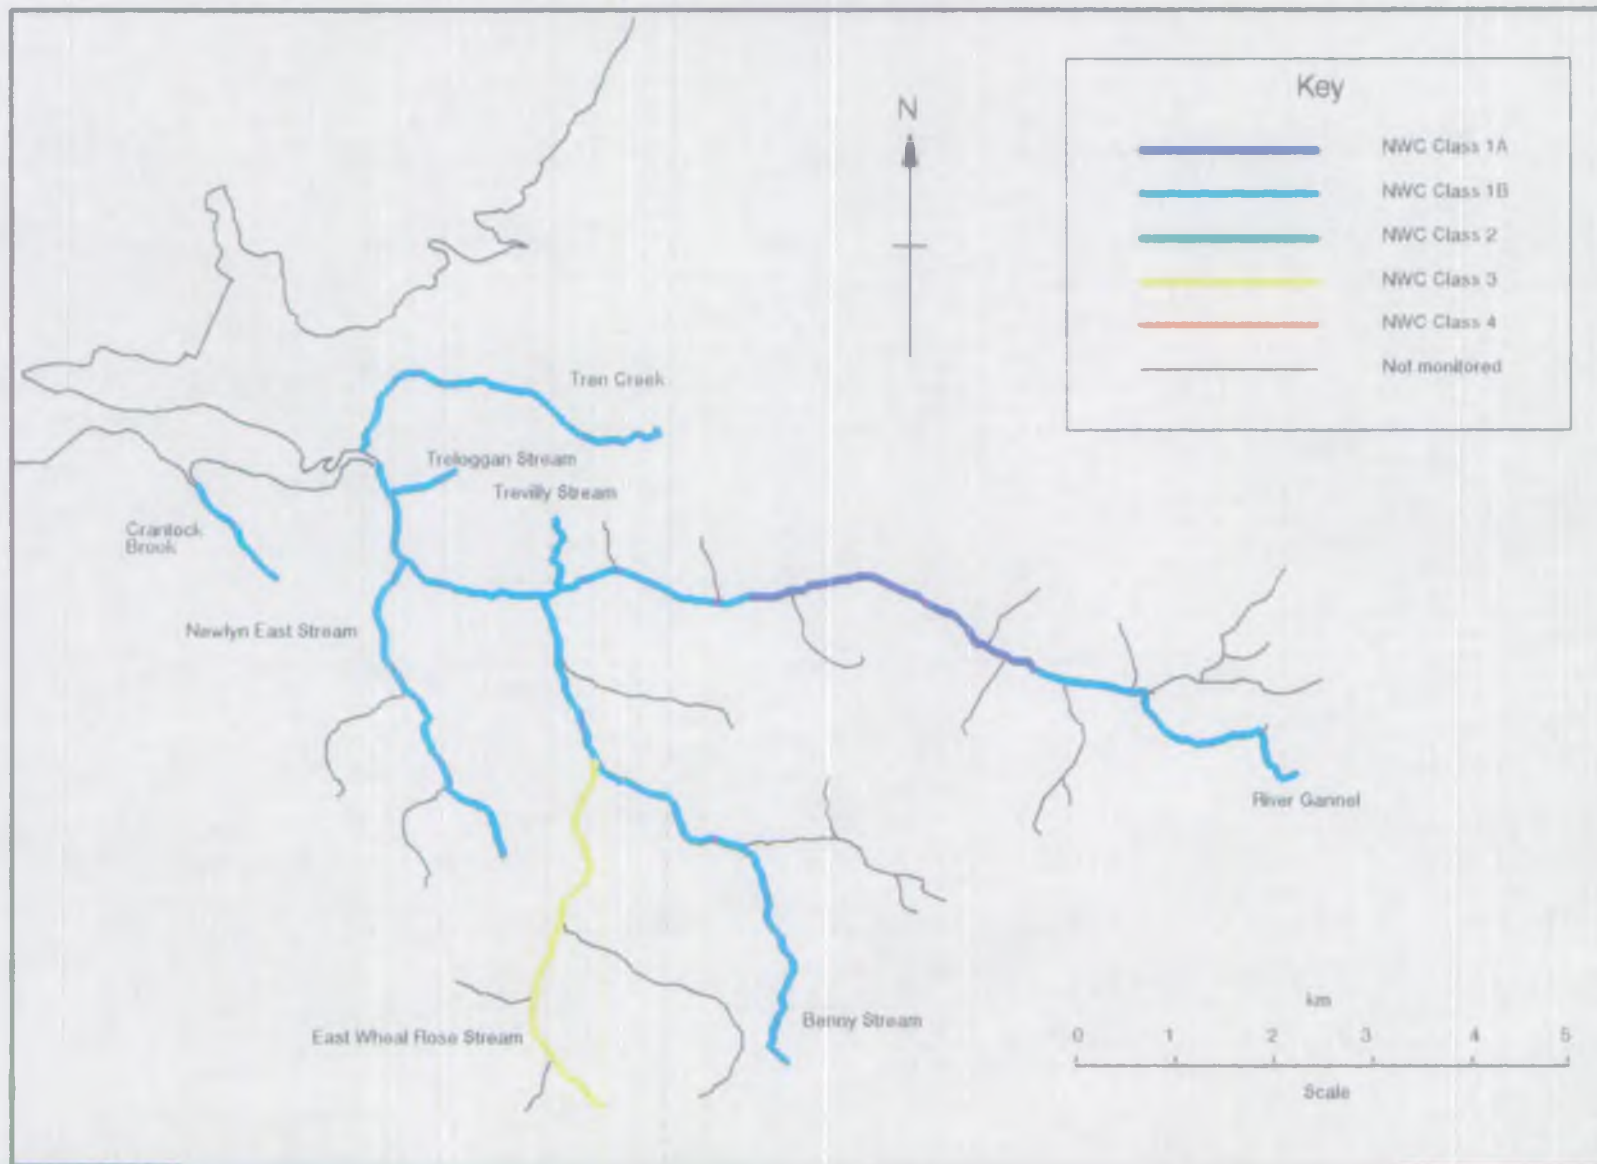 Key
N
NWC Class 1A
NWC Class 1B
NWC Class 2
NWC Class 3
NWC Class 4
Not monitored
Tren Creek
Treloggan Stream
Trevilly Stream
Crantock
Brook
Newlyn East Stream
River Gannel
Benny Stream
East Wheal Rose Stream
km
0 1 2 3 4 5
Scale